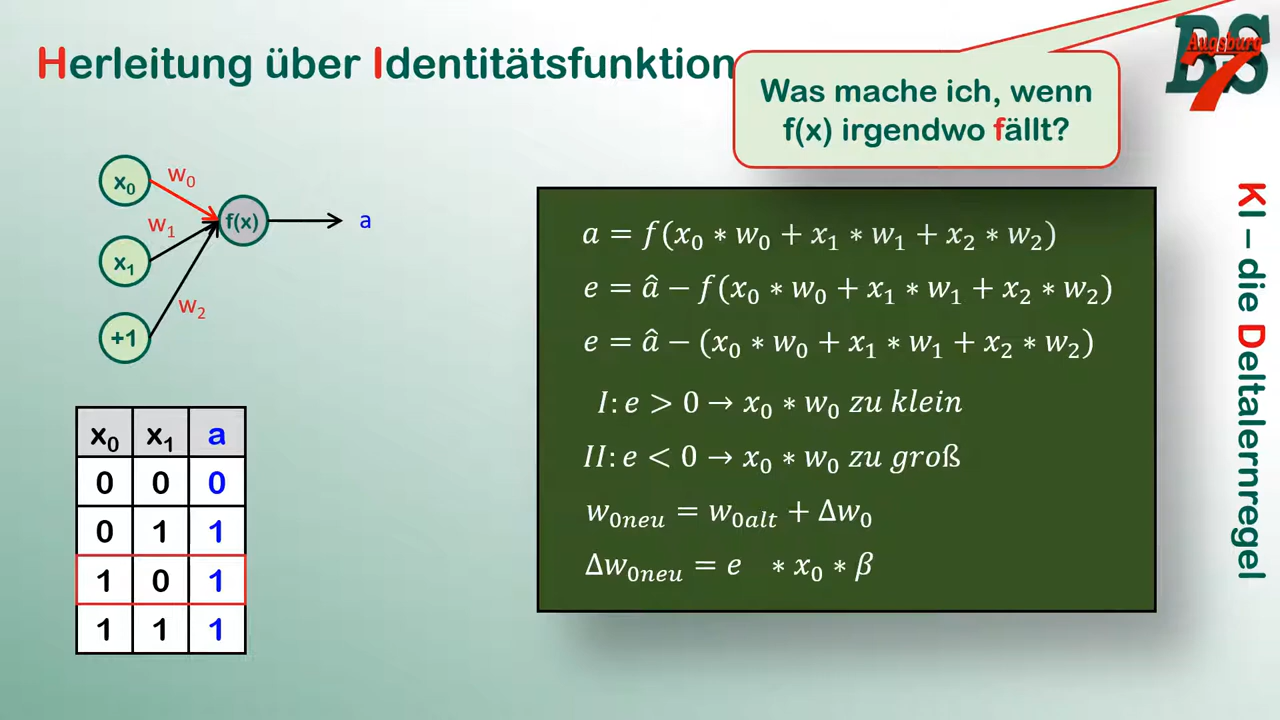 Herleitung über Identitätsfunktion
Was mache ich, wenn
f(x) irgendwo fällt?
Augsburg
BS
7
x₀
w₀
w₁
f(x)
a
x₁
w₂
+1
a = f(x₀ * w₀ + x₁ * w₁ + x₂ * w₂)
e = â − f(x₀ * w₀ + x₁ * w₁ + x₂ * w₂)
e = â − (x₀ * w₀ + x₁ * w₁ + x₂ * w₂)
I: e > 0 → x₀ * w₀ zu klein
II: e < 0 → x₀ * w₀ zu groß
w₀neu = w₀alt + Δw₀
Δw₀neu = e * x₀ * β
x₀ x₁ a
0 0 0
0 1 1
1 0 1
1 1 1
KI – die Deltalernregel